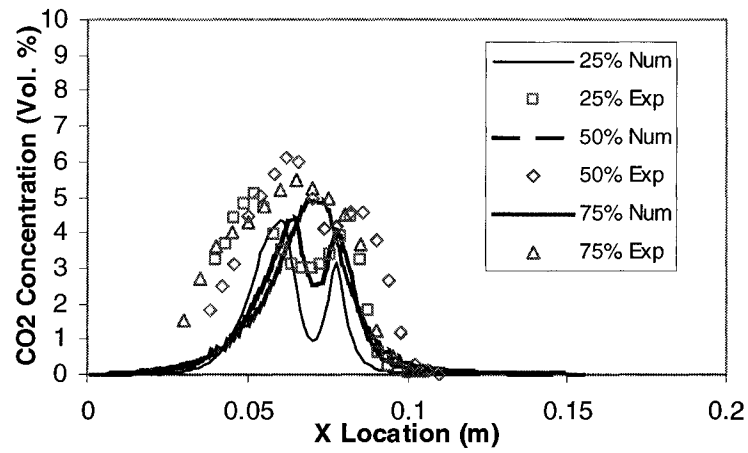 10
9
8
7
6
5
4
3
2
1
0
CO2 Concentration (Vol. %)
25% Num
25% Exp
50% Num
50% Exp
75% Num
75% Exp
0
0.05
0.1
0.15
0.2
X Location (m)